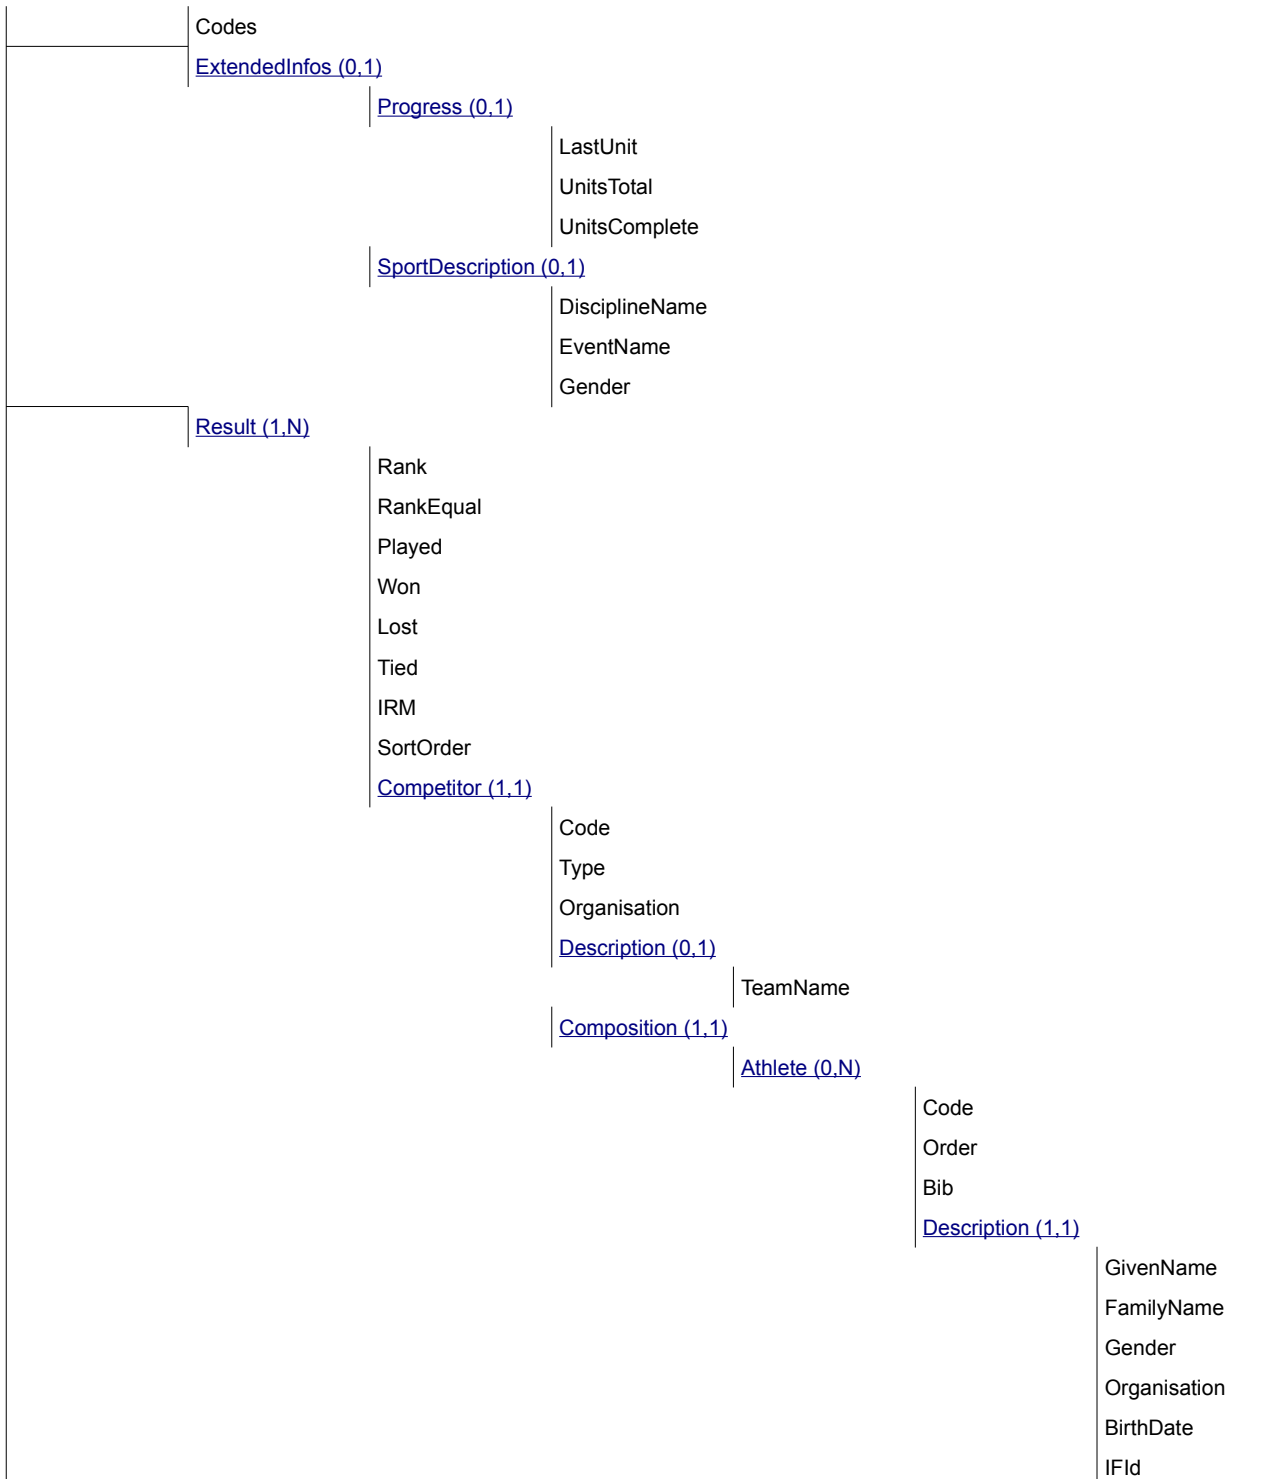 Codes
ExtendedInfos (0,1)
Progress (0,1)
LastUnit
UnitsTotal
UnitsComplete
SportDescription (0,1)
DisciplineName
EventName
Gender
Result (1,N)
Rank
RankEqual
Played
Won
Lost
Tied
IRM
SortOrder
Competitor (1,1)
Code
Type
Organisation
Description (0,1)
TeamName
Composition (1,1)
Athlete (0,N)
Code
Order
Bib
Description (1,1)
GivenName
FamilyName
Gender
Organisation
BirthDate
IFId